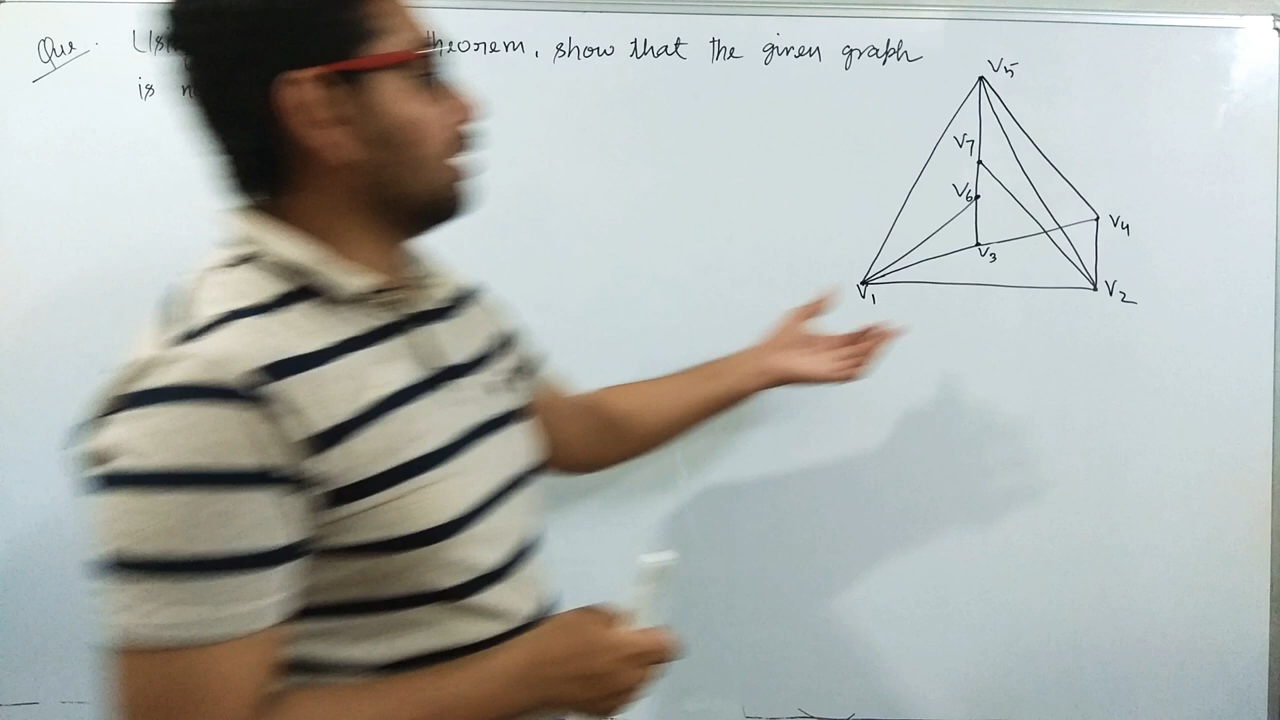 Que. theorem, show that the given graph
is
V5
V7
V6
V4
V3
V1
V2